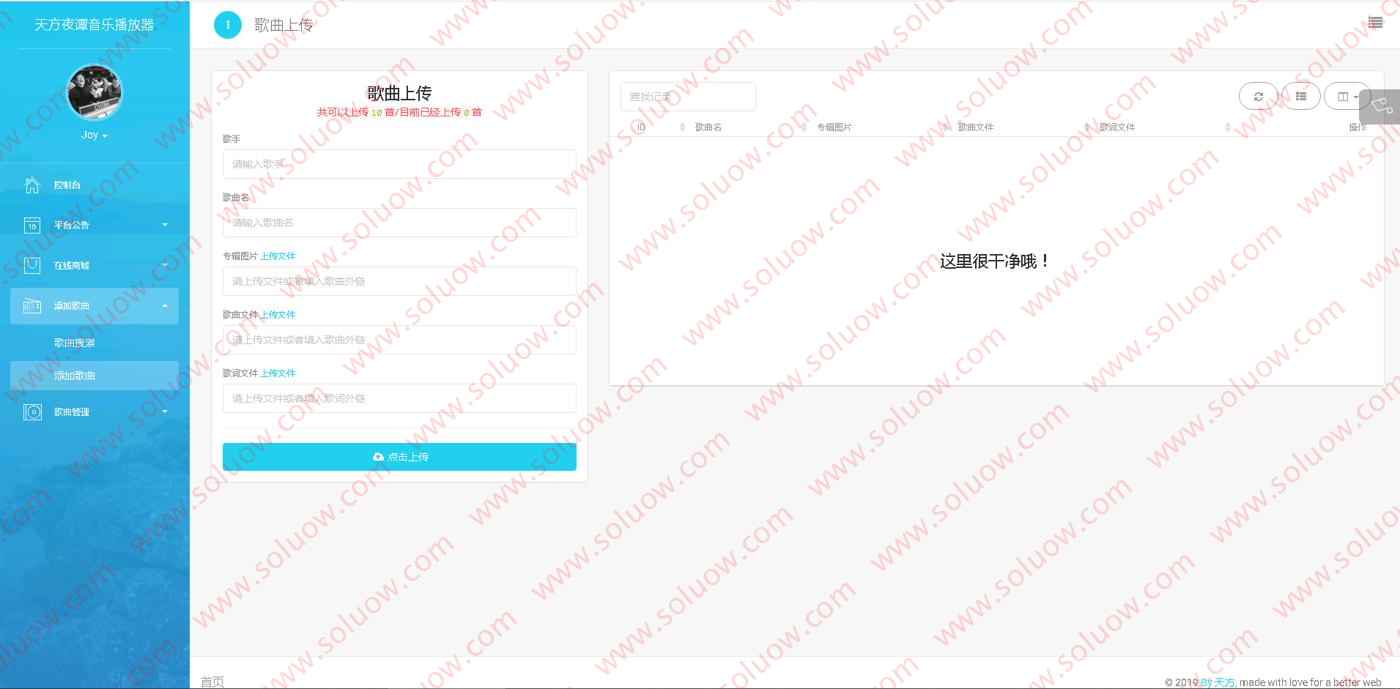 天方夜谭音乐播放器
Joy
控制台
15
平台公告
在线商城
添加歌曲
歌曲搜索
添加歌曲
歌曲管理
歌曲上传
歌曲上传
共可以上传 10 首/目前已经上传 0 首
歌手
请输入歌手
歌曲名
请输入歌曲名
专辑图片 上传文件
请上传文件或者填入歌曲外链
歌曲文件 上传文件
请上传文件或者填入歌曲外链
歌词文件 上传文件
请上传文件或者填入歌词外链
点击上传
查找记录
ID 歌曲名 专辑图片 歌曲文件 歌词文件 操作
这里很干净哦！
首页
© 2019 By 天方, made with love for a better web
www.soluow.com